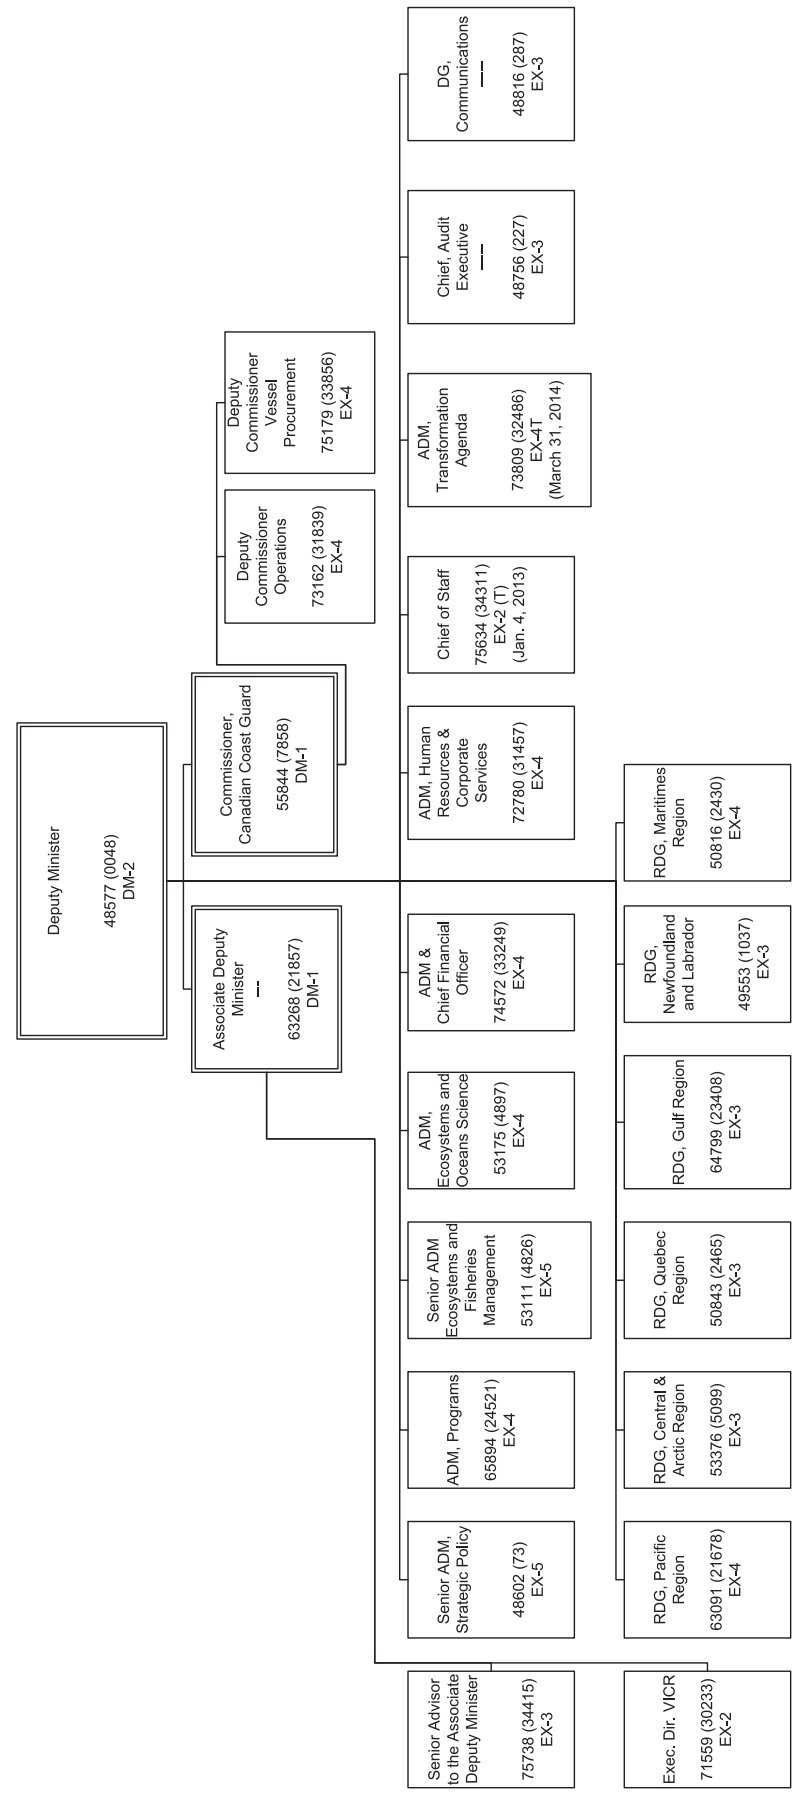 Deputy Minister
48577 (0048)
DM-2
Associate Deputy
Minister
--
63268 (21857)
DM-1
Commissioner,
Canadian Coast Guard
55844 (7858)
DM-1
Deputy
Commissioner
Operations
73162 (31839)
EX-4
Deputy
Commissioner
Vessel
Procurement
75179 (33856)
EX-4
Senior Advisor
to the Associate
Deputy Minister
75738 (34415)
EX-3
Senior ADM,
Strategic Policy
48602 (73)
EX-5
ADM, Programs
65894 (24521)
EX-4
Senior ADM
Ecosystems and
Fisheries
Management
53111 (4826)
EX-5
ADM,
Ecosystems and
Oceans Science
53175 (4897)
EX-4
ADM &
Chief Financial
Officer
74572 (33249)
EX-4
ADM, Human
Resources &
Corporate
Services
72780 (31457)
EX-4
Chief of Staff
75634 (34311)
EX-2 (T)
(Jan. 4, 2013)
ADM,
Transformation
Agenda
73809 (32486)
EX-4T
(March 31, 2014)
Chief, Audit
Executive
---
48756 (227)
EX-3
DG,
Communications
---
48816 (287)
EX-3
Exec. Dir. VICR
71559 (30233)
EX-2
RDG, Pacific
Region
63091 (21678)
EX-4
RDG, Central &
Arctic Region
53376 (5099)
EX-3
RDG, Quebec
Region
50843 (2465)
EX-3
RDG, Gulf Region
64799 (23408)
EX-3
RDG,
Newfoundland
and Labrador
49553 (1037)
EX-3
RDG, Maritimes
Region
50816 (2430)
EX-4